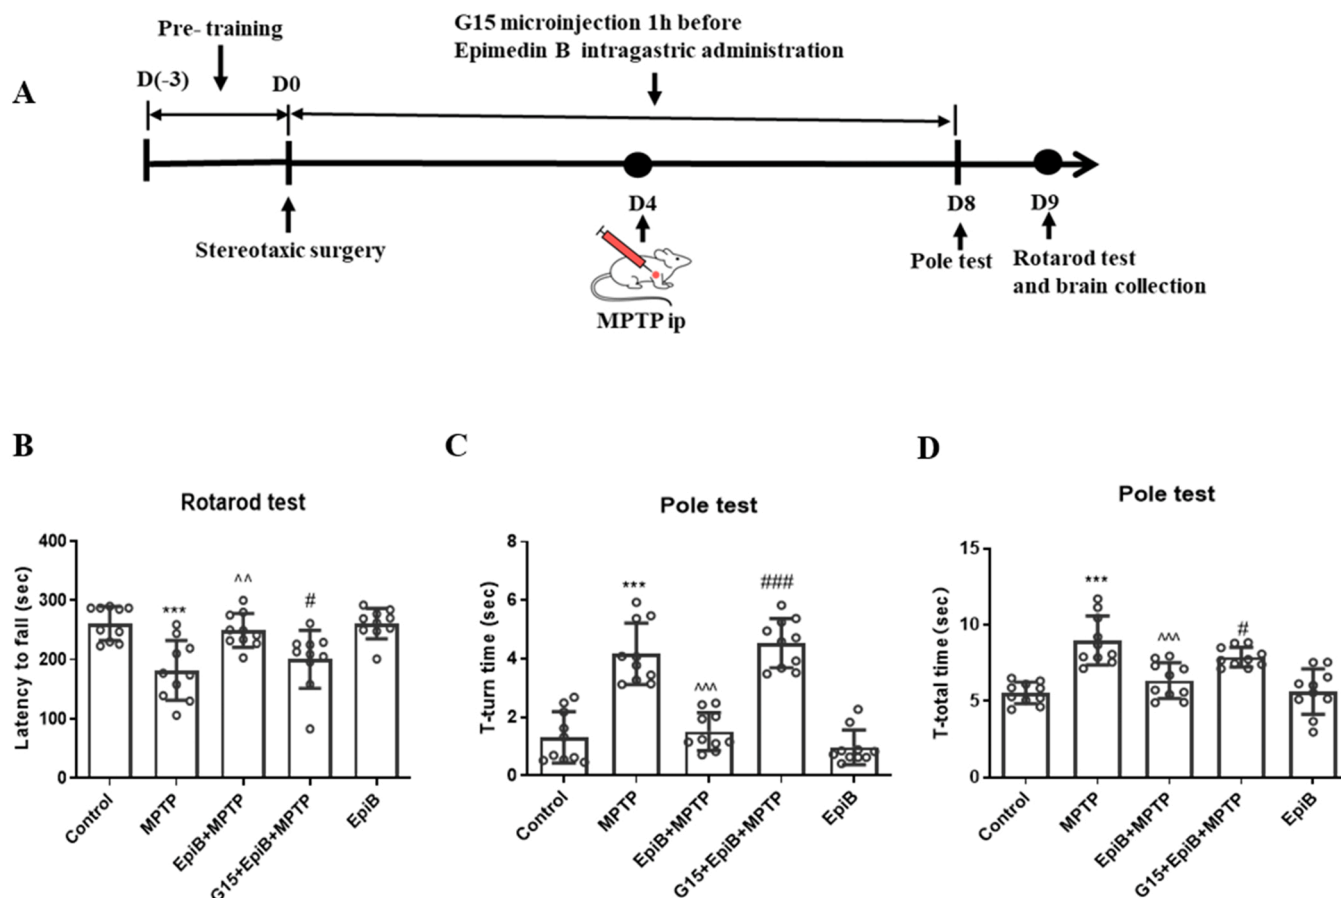 A
Pre- training
G15 microinjection 1h before
Epimedin B intragastric administration
D(-3)
D0
D4
D8
D9
Stereotaxic surgery
MPTP ip
Pole test
Rotarod test
and brain collection
B
Rotarod test
Latency to fall (sec)
400
300
200
100
0
***
^^
#
Control
MPTP
EpiB+MPTP
G15+EpiB+MPTP
EpiB
C
Pole test
T-turn time (sec)
8
6
4
2
0
***
^^^
###
Control
MPTP
EpiB+MPTP
G15+EpiB+MPTP
EpiB
D
Pole test
T-total time (sec)
15
10
5
0
***
^^^
#
Control
MPTP
EpiB+MPTP
G15+EpiB+MPTP
EpiB